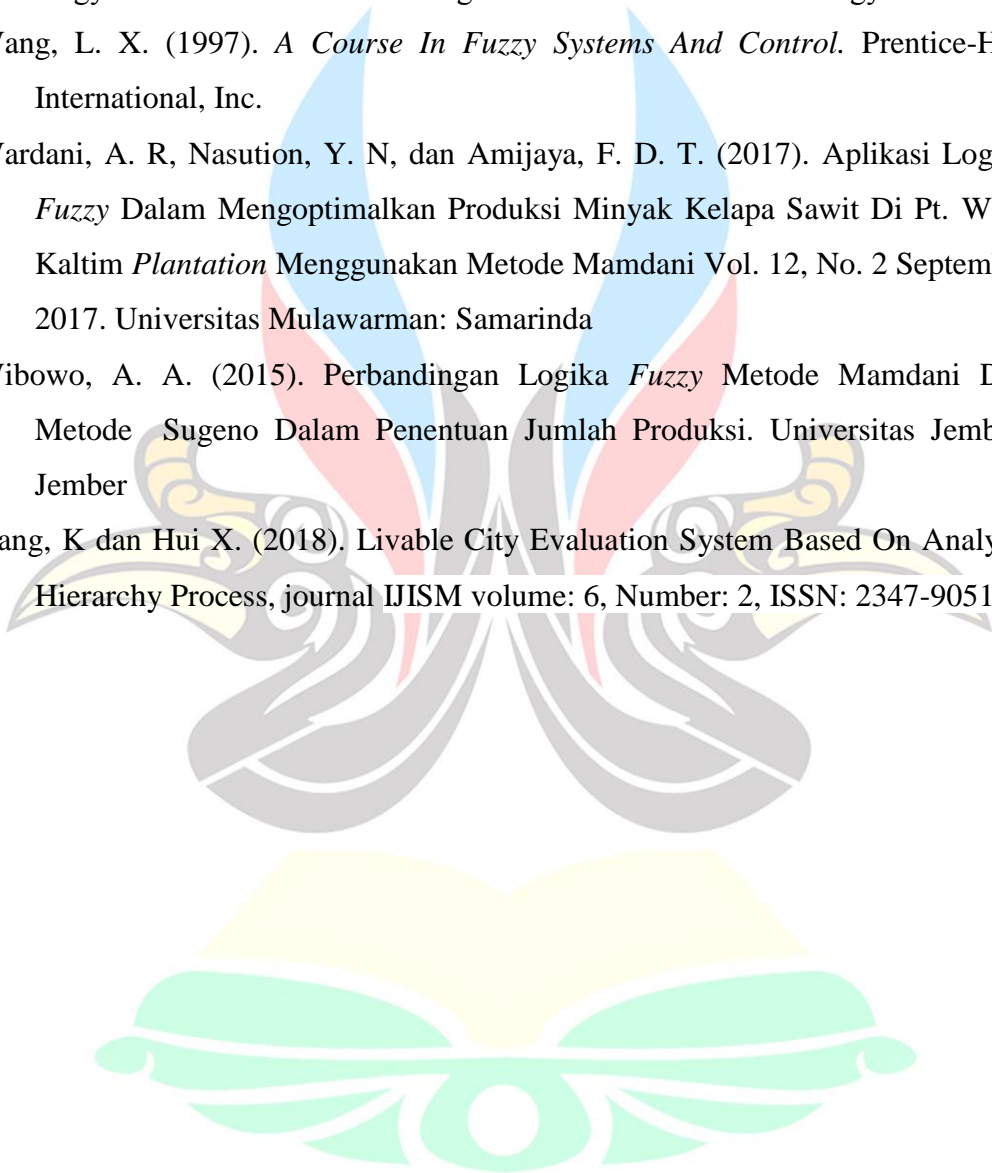 ang, L. X. (1997). A Course In Fuzzy Systems And Control. Prentice-H
International, Inc.
ardani, A. R, Nasution, Y. N, dan Amijaya, F. D. T. (2017). Aplikasi Log
Fuzzy Dalam Mengoptimalkan Produksi Minyak Kelapa Sawit Di Pt. W
Kaltim Plantation Menggunakan Metode Mamdani Vol. 12, No. 2 Septem
2017. Universitas Mulawarman: Samarinda
ibowo, A. A. (2015). Perbandingan Logika Fuzzy Metode Mamdani D
Metode Sugeno Dalam Penentuan Jumlah Produksi. Universitas Jemb
Jember
ang, K dan Hui X. (2018). Livable City Evaluation System Based On Analy
Hierarchy Process, journal IJISM volume: 6, Number: 2, ISSN: 2347-9051